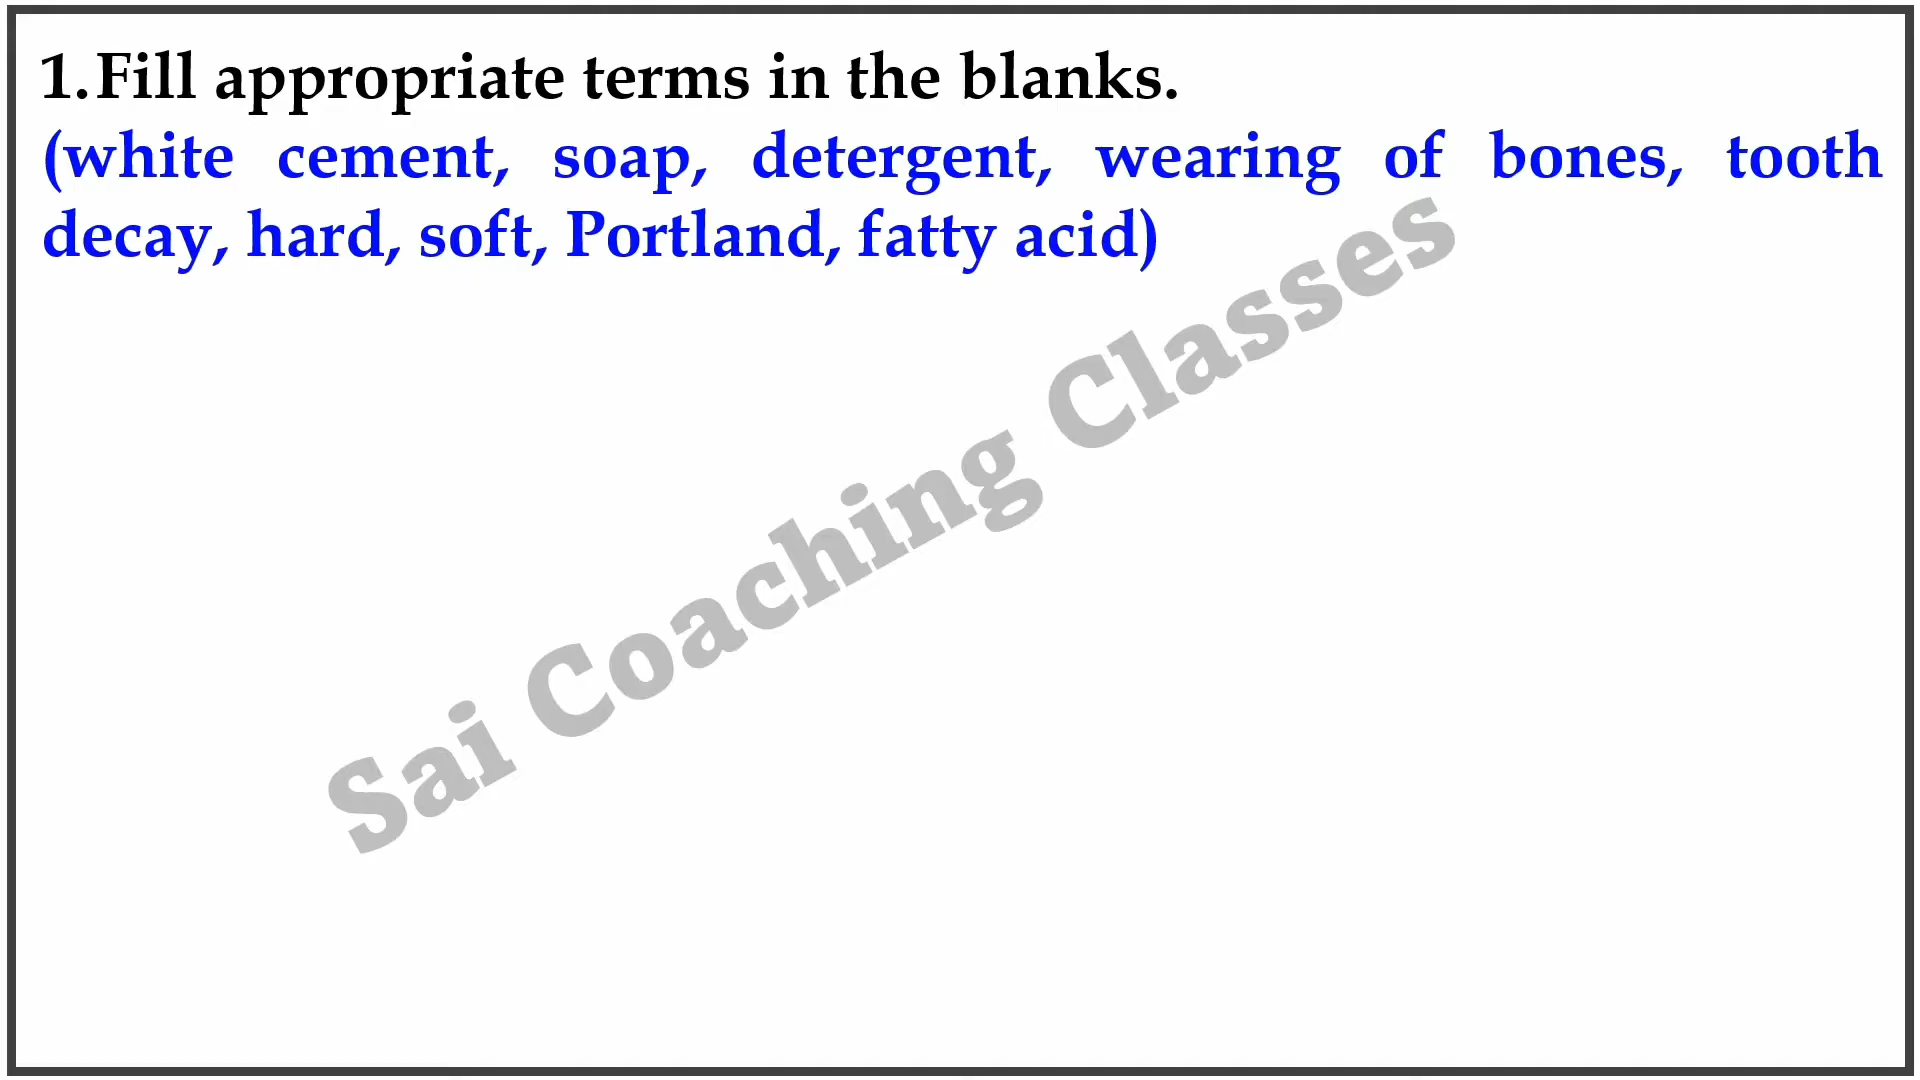 1.Fill appropriate terms in the blanks.
(white cement, soap, detergent, wearing of bones, tooth
decay, hard, soft, Portland, fatty acid)
Sai Coaching Classes